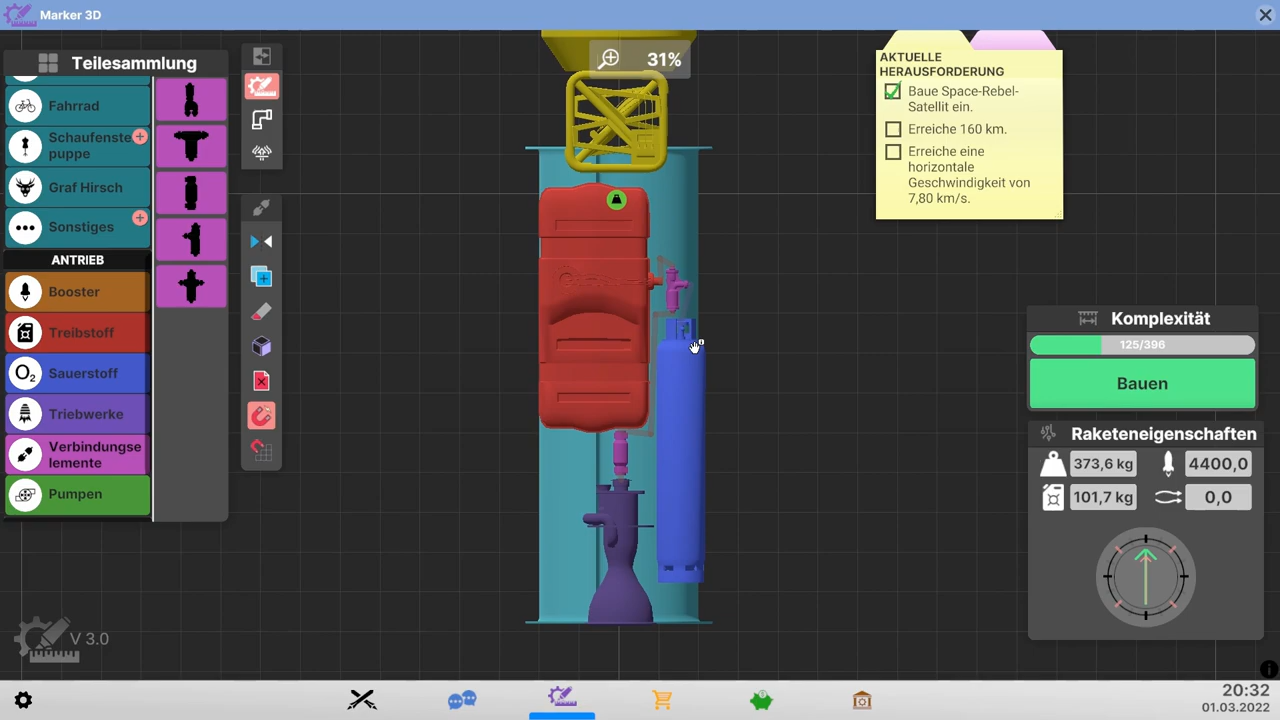 Marker 3D
Teilesammlung
Fahrrad
Schaufenste
puppe
Graf Hirsch
Sonstiges
ANTRIEB
Booster
Treibstoff
O2
Sauerstoff
Triebwerke
Verbindungse
lemente
Pumpen
31%
AKTUELLE
HERAUSFORDERUNG
Baue Space-Rebel-
Satellit ein.
Erreiche 160 km.
Erreiche eine
horizontale
Geschwindigkeit von
7,80 km/s.
Komplexität
125/396
Bauen
Raketeneigenschaften
373,6 kg
4400,0
101,7 kg
0,0
V 3.0
20:32
01.03.2022